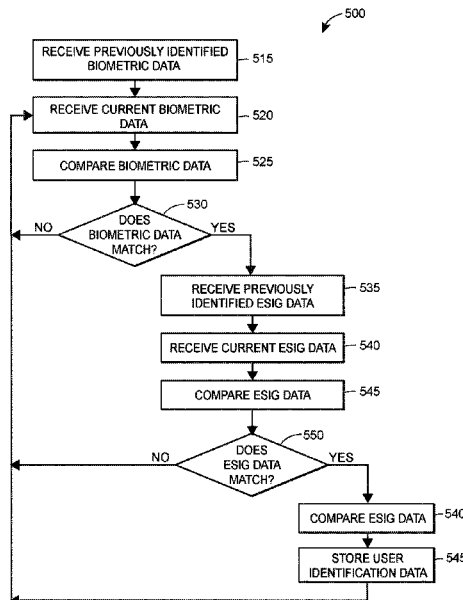 500
RECEIVE PREVIOUSLY IDENTIFIED
BIOMETRIC DATA
515
RECEIVE CURRENT BIOMETRIC
DATA
520
COMPARE BIOMETRIC DATA
525
530
DOES
BIOMETRIC DATA
MATCH?
NO
YES
RECEIVE PREVIOUSLY
IDENTIFIED ESIG DATA
535
RECEIVE CURRENT ESIG DATA
540
COMPARE ESIG DATA
545
550
DOES
ESIG DATA
MATCH?
NO
YES
COMPARE ESIG DATA
540
STORE USER
IDENTIFICATION DATA
545